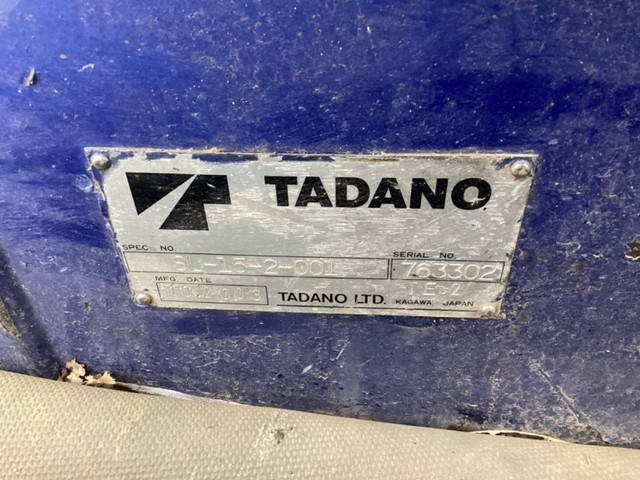 TADANO
SPEC. NO.
SERIAL NO.
763302
MFG. DATE
TADANO LTD. KAGAWA JAPAN